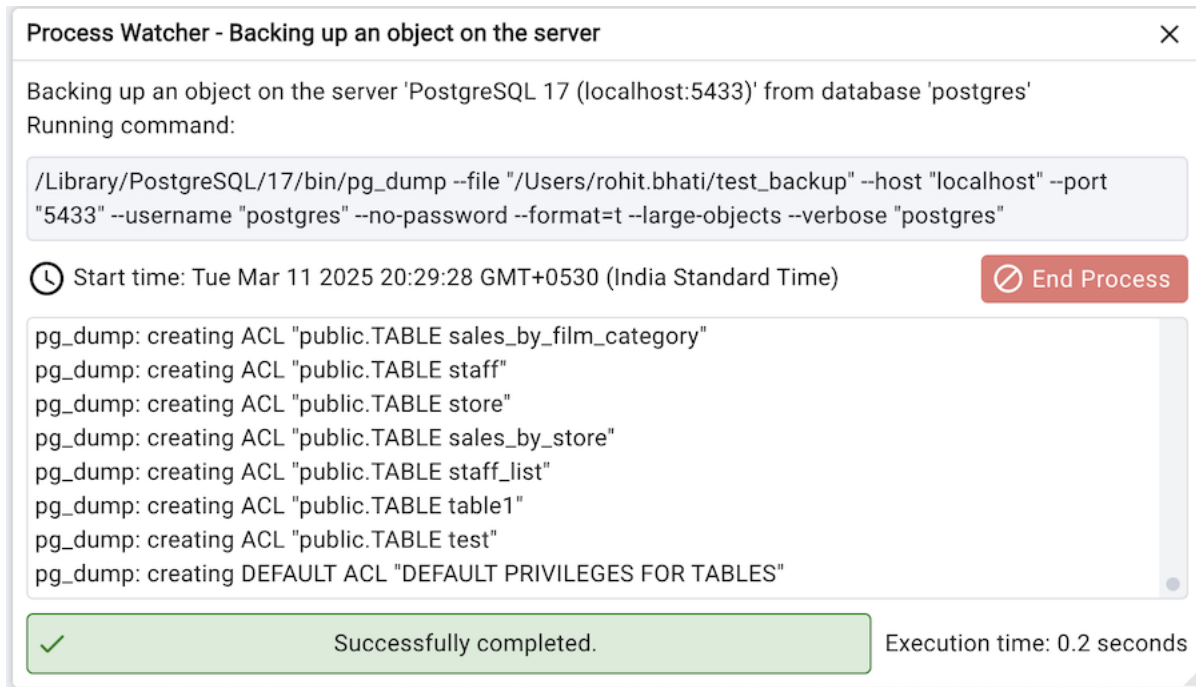 Process Watcher - Backing up an object on the server
Backing up an object on the server 'PostgreSQL 17 (localhost:5433)' from database 'postgres'
Running command:
/Library/PostgreSQL/17/bin/pg_dump --file "/Users/rohit.bhati/test_backup" --host "localhost" --port
"5433" --username "postgres" --no-password --format=t --large-objects --verbose "postgres"
Start time: Tue Mar 11 2025 20:29:28 GMT+0530 (India Standard Time)
End Process
pg_dump: creating ACL "public.TABLE sales_by_film_category"
pg_dump: creating ACL "public.TABLE staff"
pg_dump: creating ACL "public.TABLE store"
pg_dump: creating ACL "public.TABLE sales_by_store"
pg_dump: creating ACL "public.TABLE staff_list"
pg_dump: creating ACL "public.TABLE table1"
pg_dump: creating ACL "public.TABLE test"
pg_dump: creating DEFAULT ACL "DEFAULT PRIVILEGES FOR TABLES"
Successfully completed.
Execution time: 0.2 seconds